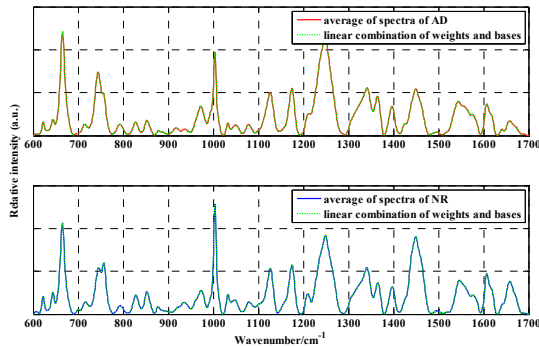 average of spectra of AD
linear combination of weights and bases
600 700 800 900 1000 1100 1200 1300 1400 1500 1600 1700
Relative intensity (a.u.)
average of spectra of NR
linear combination of weights and bases
600 700 800 900 1000 1100 1200 1300 1400 1500 1600 1700
Wavenumber/cm-1